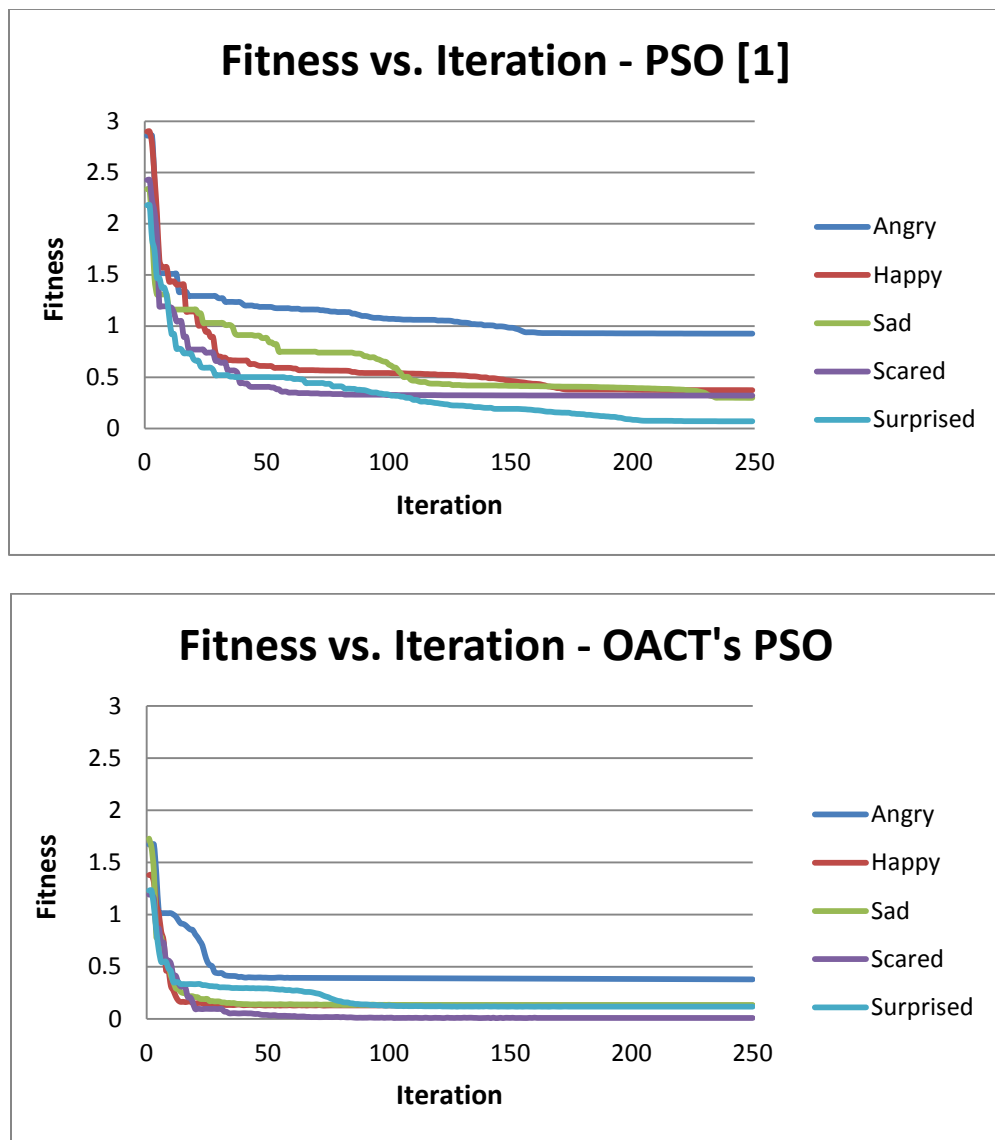 Fitness vs. Iteration - PSO [1]
3
2.5
2
1.5
1
0.5
0
Fitness
0 50 100 150 200 250
Iteration
Angry
Happy
Sad
Scared
Surprised
Fitness vs. Iteration - OACT's PSO
3
2.5
2
1.5
1
0.5
0
Fitness
0 50 100 150 200 250
Iteration
Angry
Happy
Sad
Scared
Surprised